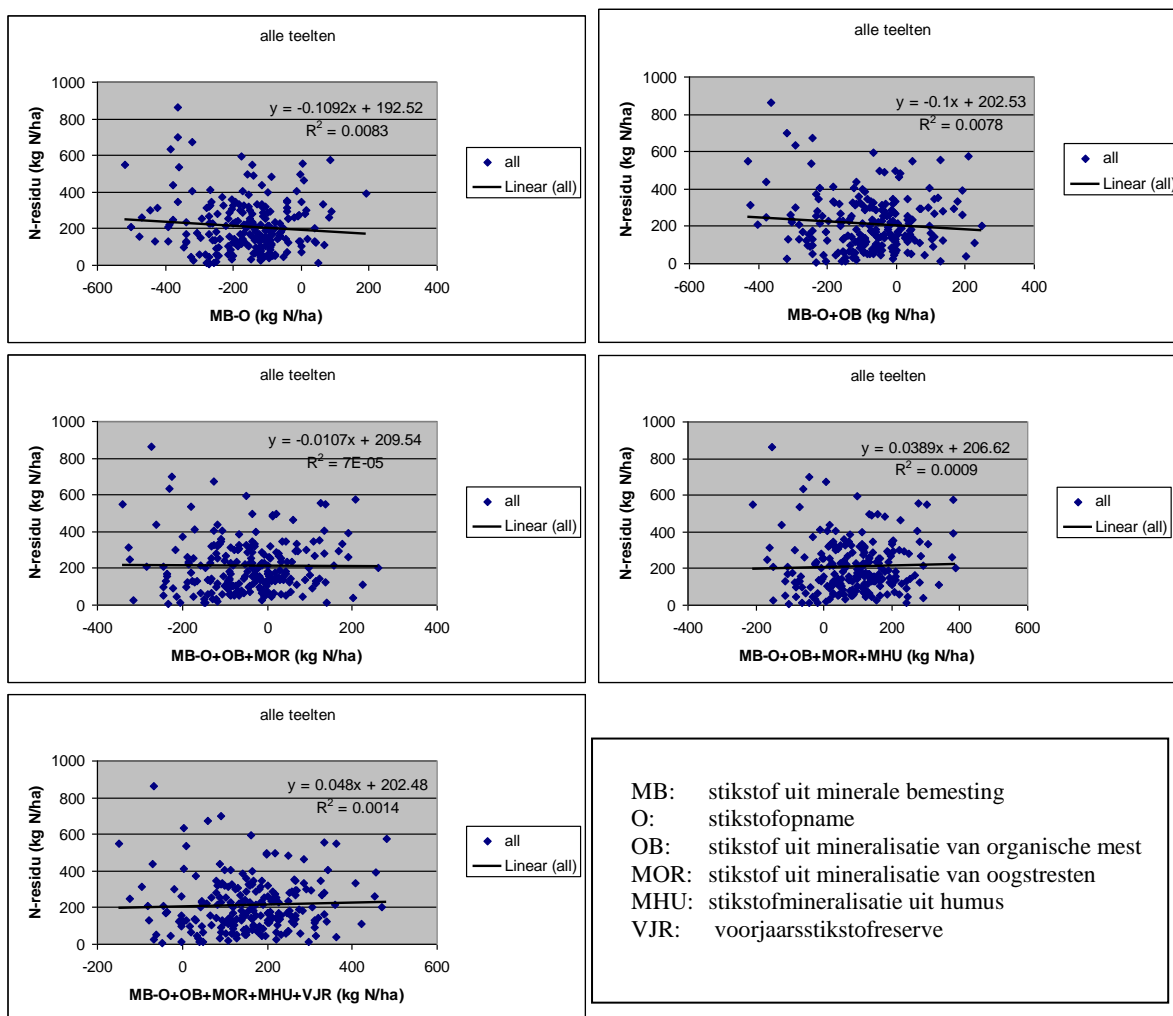 alle teelten
y = -0.1092x + 192.52
R² = 0.0083
0
200
400
600
800
1000
-600 -400 -200 0 200 400
MB-O (kg N/ha)
N-residu (kg N/ha)
all
Linear (all)
alle teelten
y = -0.1x + 202.53
R² = 0.0078
0
200
400
600
800
1000
-600 -400 -200 0 200 400
MB-O+OB (kg N/ha)
N-residu (kg N/ha)
all
Linear (all)
alle teelten
y = -0.0107x + 209.54
R² = 7E-05
0
200
400
600
800
1000
-400 -200 0 200 400
MB-O+OB+MOR (kg N/ha)
N-residu (kg N/ha)
all
Linear (all)
alle teelten
y = 0.0389x + 206.62
R² = 0.0009
0
200
400
600
800
1000
-400 -200 0 200 400 600
MB-O+OB+MOR+MHU (kg N/ha)
N-residu (kg N/ha)
all
Linear (all)
alle teelten
y = 0.048x + 202.48
R² = 0.0014
0
200
400
600
800
1000
-200 0 200 400 600
MB-O+OB+MOR+MHU+VJR (kg N/ha)
N-residu (kg N/ha)
all
Linear (all)
MB: stikstof uit minerale bemesting
O: stikstofopname
OB: stikstof uit mineralisatie van organische mest
MOR: stikstof uit mineralisatie van oogstresten
MHU: stikstofmineralisatie uit humus
VJR: voorjaarsstikstofreserve